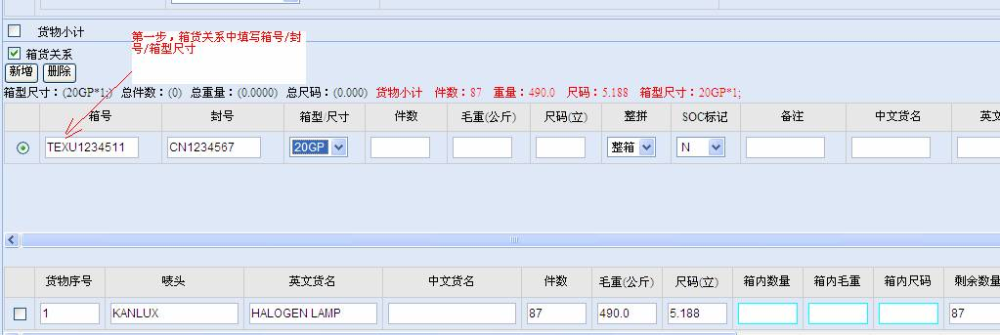 货物小计
第一步，箱货关系中填写箱号/封
号/箱型尺寸
箱货关系
新增 删除
箱型尺寸：(20GP*1;) 总件数：(0) 总重量：(0.0000) 总尺码：(0.000) 货物小计 件数：87 重量：490.0 尺码：5.188 箱型尺寸：20GP*1;
箱号 封号 箱型/尺寸 件数 毛重(公斤) 尺码(立) 整拼 SOC标记 备注 中文货名 英文
TEXU1234511 CN1234567 20GP 整箱 N
货物序号 唛头 英文货名 中文货名 件数 毛重(公斤) 尺码(立) 箱内数量 箱内毛重 箱内尺码 剩余数量
1 KANLUX HALOGEN LAMP 87 490.0 5.188 87